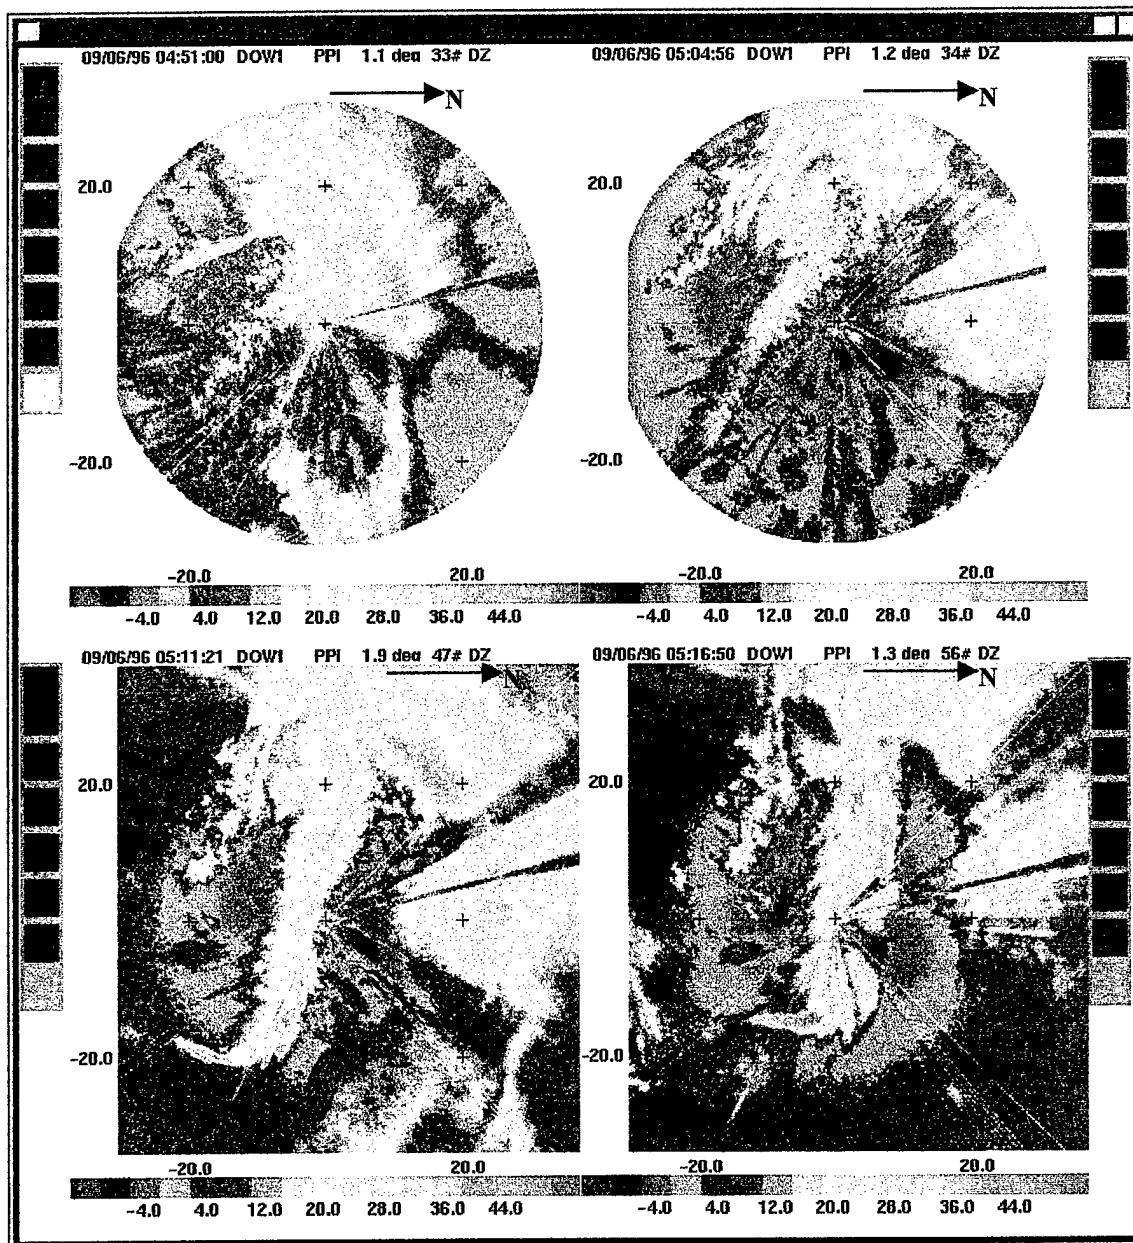 09/06/96 04:51:00 DOW1 PPI 1.1 deg 33# DZ
09/06/96 05:04:56 DOW1 PPI 1.2 deg 34# DZ
N
N
20.0
20.0
-20.0
-20.0
-20.0 20.0
-20.0 20.0
-4.0 4.0 12.0 20.0 28.0 36.0 44.0
-4.0 4.0 12.0 20.0 28.0 36.0 44.0
09/06/96 05:11:21 DOW1 PPI 1.9 deg 47# DZ
09/06/96 05:16:50 DOW1 PPI 1.3 deg 56# DZ
N
N
20.0
20.0
-20.0
-20.0
-20.0 20.0
-20.0 20.0
-4.0 4.0 12.0 20.0 28.0 36.0 44.0
-4.0 4.0 12.0 20.0 28.0 36.0 44.0